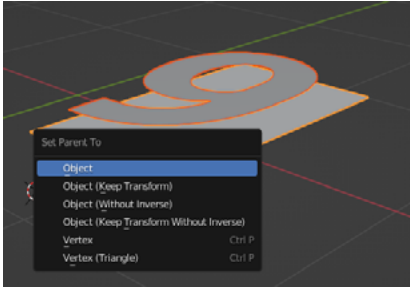 9
Set Parent To
Object
Object (Keep Transform)
Object (Without Inverse)
Object (Keep Transform Without Inverse)
Vertex Ctrl P
Vertex (Triangle) Ctrl P